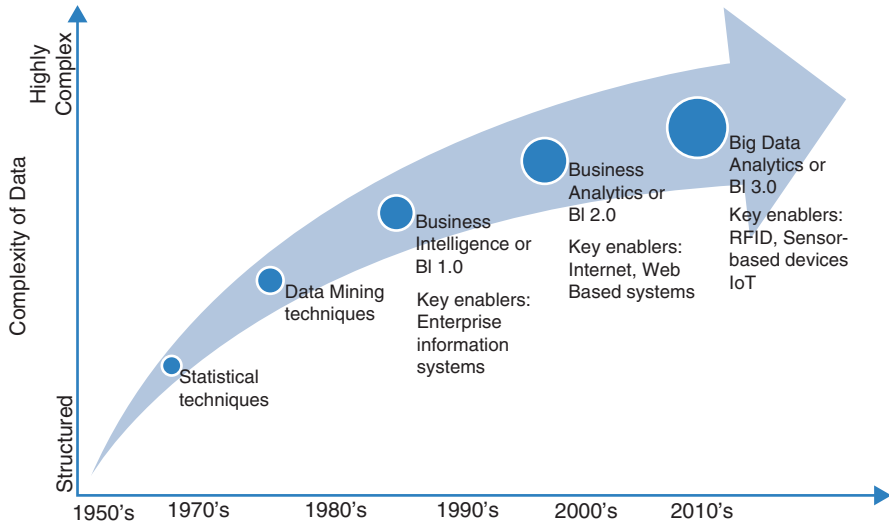 Highly
Complex
Complexity of Data
Structured
Statistical
techniques
Data Mining
techniques
Business
Intelligence or
BI 1.0
Key enablers:
Enterprise
information
systems
Business
Analytics or
BI 2.0
Key enablers:
Internet, Web
Based systems
Big Data
Analytics or
BI 3.0
Key enablers:
RFID, Sensor-
based devices
IoT
1950's 1970's 1980's 1990's 2000's 2010's